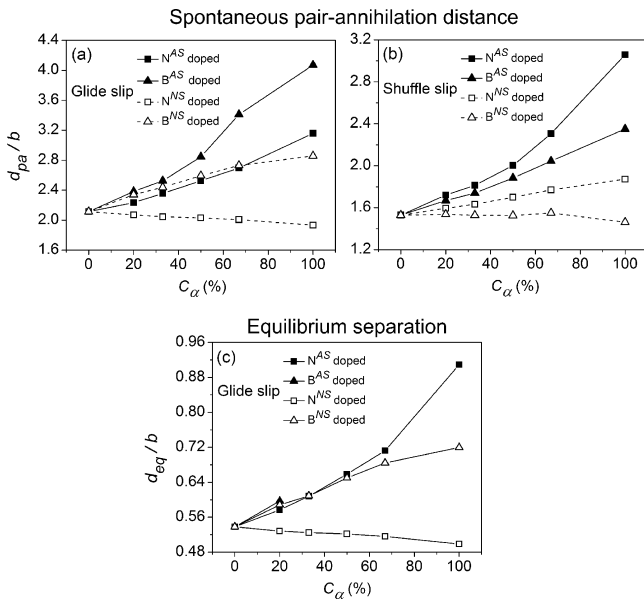 Spontaneous pair-annihilation distance
(a)
Glide slip
N^AS doped
B^AS doped
N^NS doped
B^NS doped
d_pa / b
4.4
4.0
3.6
3.2
2.8
2.4
2.0
1.6
0 20 40 60 80 100
C_α (%)
(b)
Shuffle slip
N^AS doped
B^AS doped
N^NS doped
B^NS doped
3.2
2.8
2.4
2.0
1.6
1.2
0 20 40 60 80 100
C_α (%)
Equilibrium separation
(c)
Glide slip
N^AS doped
B^AS doped
N^NS doped
B^NS doped
d_eq / b
0.96
0.88
0.80
0.72
0.64
0.56
0.48
0 20 40 60 80 100
C_α (%)